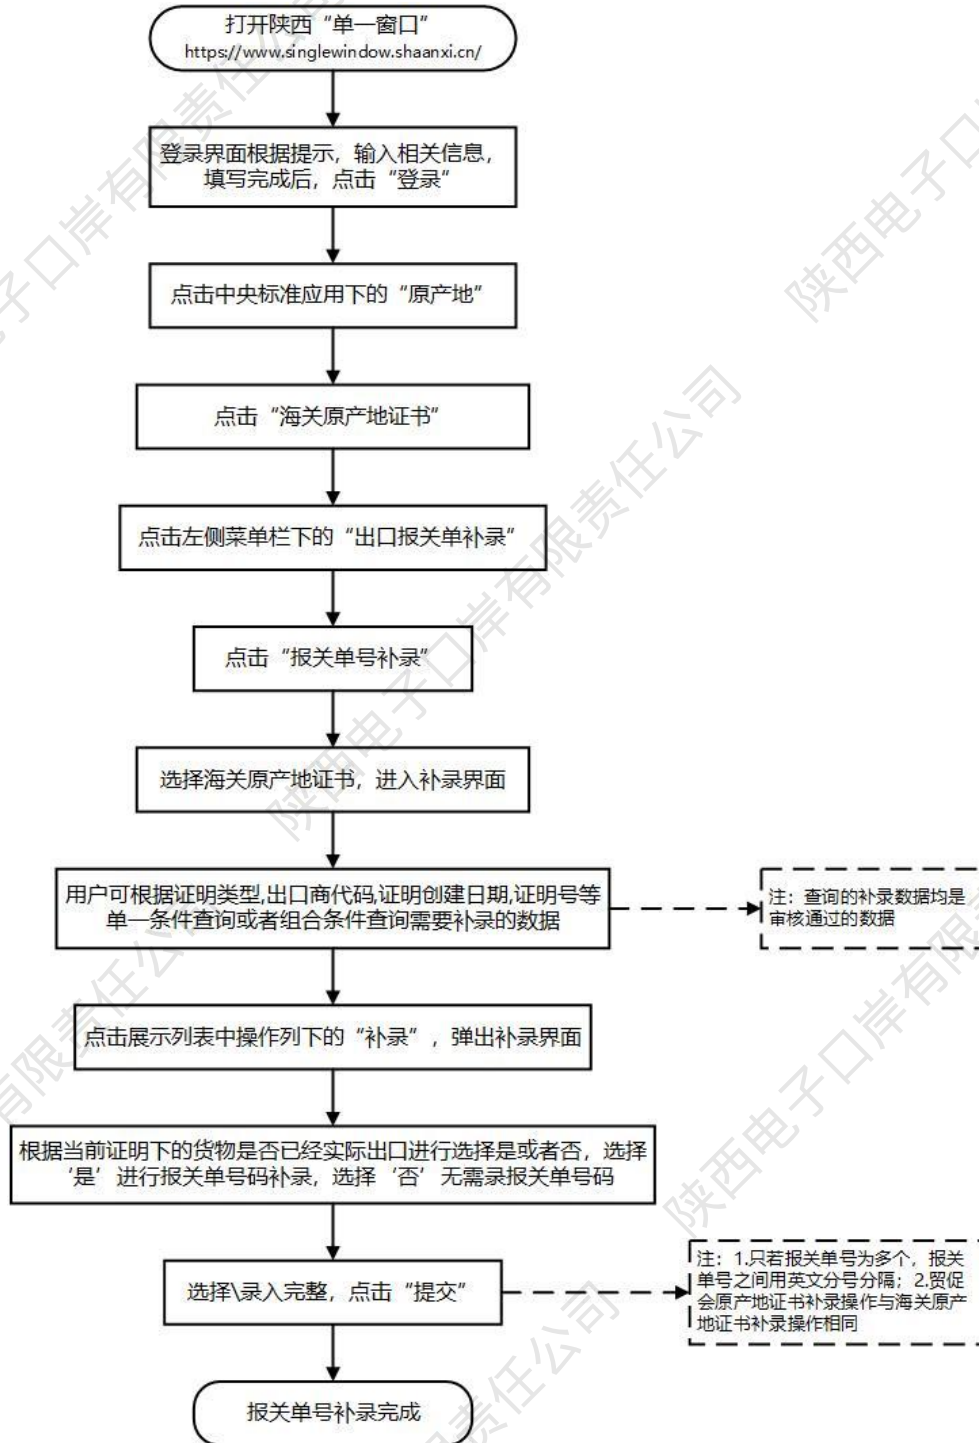 打开陕西“单一窗口”
https://www.singlewindow.shaanxi.cn/
登录界面根据提示，输入相关信息，
填写完成后，点击“登录”
点击中央标准应用下的“原产地”
点击“海关原产地证书”
点击左侧菜单栏下的“出口报关单补录”
点击“报关单号补录”
选择海关原产地证书，进入补录界面
用户可根据证明类型,出口商代码,证明创建日期,证明号等
单一条件查询或者组合条件查询需要补录的数据
注：查询的补录数据均是
审核通过的数据
点击展示列表中操作列下的“补录”，弹出补录界面
根据当前证明下的货物是否已经实际出口进行选择是或者否，选择
‘是’进行报关单号码补录，选择‘否’无需录报关单号码
选择\录入完整，点击“提交”
注：1.只若报关单号为多个，报关
单号之间用英文分号分隔；2.贸促
会原产地证书补录操作与海关原产
地证书补录操作相同
报关单号补录完成
陕西电子口岸有限责任公司